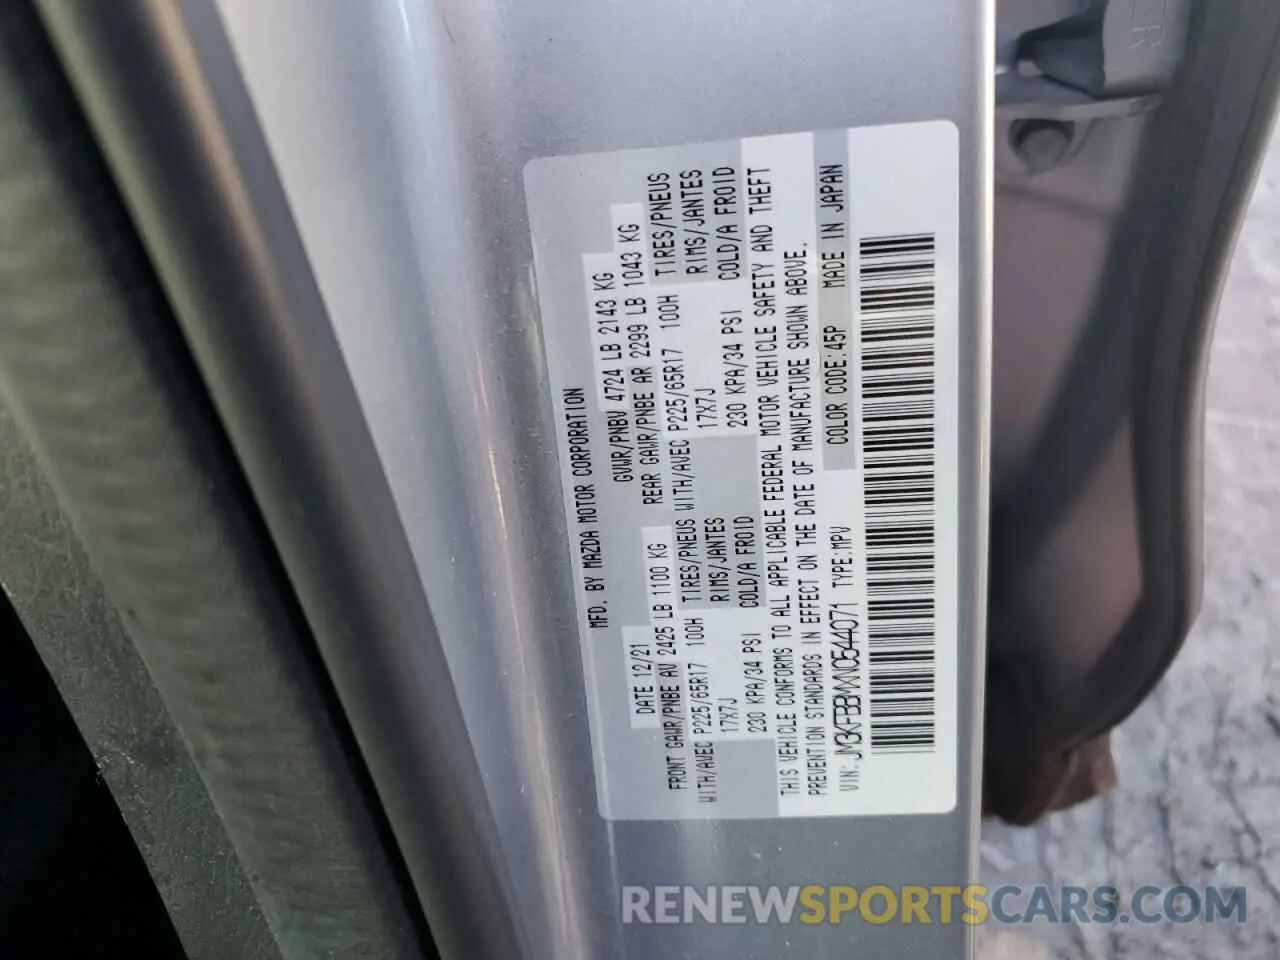 MFD. BY MAZDA MOTOR CORPORATION
DATE 12/21 GVWR/PNBV 4724 LB 2143 KG
FRONT GAWR/PNBE AV 2425 LB 1100 KG REAR GAWR/PNBE AR 2299 LB 1043 KG
WITH/AVEC P225/65R17 100H TIRES/PNEUS WITH/AVEC P225/65R17 100H TIRES/PNEUS
17X7J RIMS/JANTES 17X7J RIMS/JANTES
230 KPA/34 PSI COLD/A FROID 230 KPA/34 PSI COLD/A FROID
THIS VEHICLE CONFORMS TO ALL APPLICABLE FEDERAL MOTOR VEHICLE SAFETY AND THEFT
PREVENTION STANDARDS IN EFFECT ON THE DATE OF MANUFACTURE SHOWN ABOVE.
VIN: JM3KFBBMXN0544071 TYPE:MPV COLOR CODE:45P MADE IN JAPAN
RENEWSPORTSCARS.COM